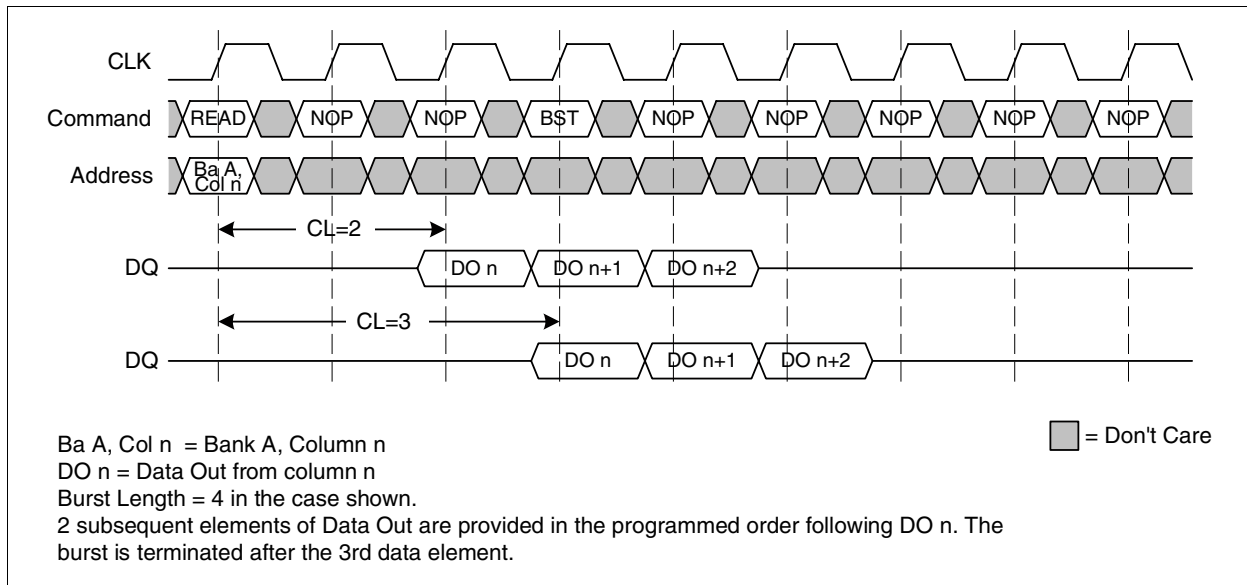 CLK
Command READ NOP NOP BST NOP NOP NOP NOP NOP
Address Ba A,
Col n
CL=2
DQ DO n DO n+1 DO n+2
CL=3
DQ DO n DO n+1 DO n+2
Ba A, Col n = Bank A, Column n
= Don't Care
DO n = Data Out from column n
Burst Length = 4 in the case shown.
2 subsequent elements of Data Out are provided in the programmed order following DO n. The
burst is terminated after the 3rd data element.